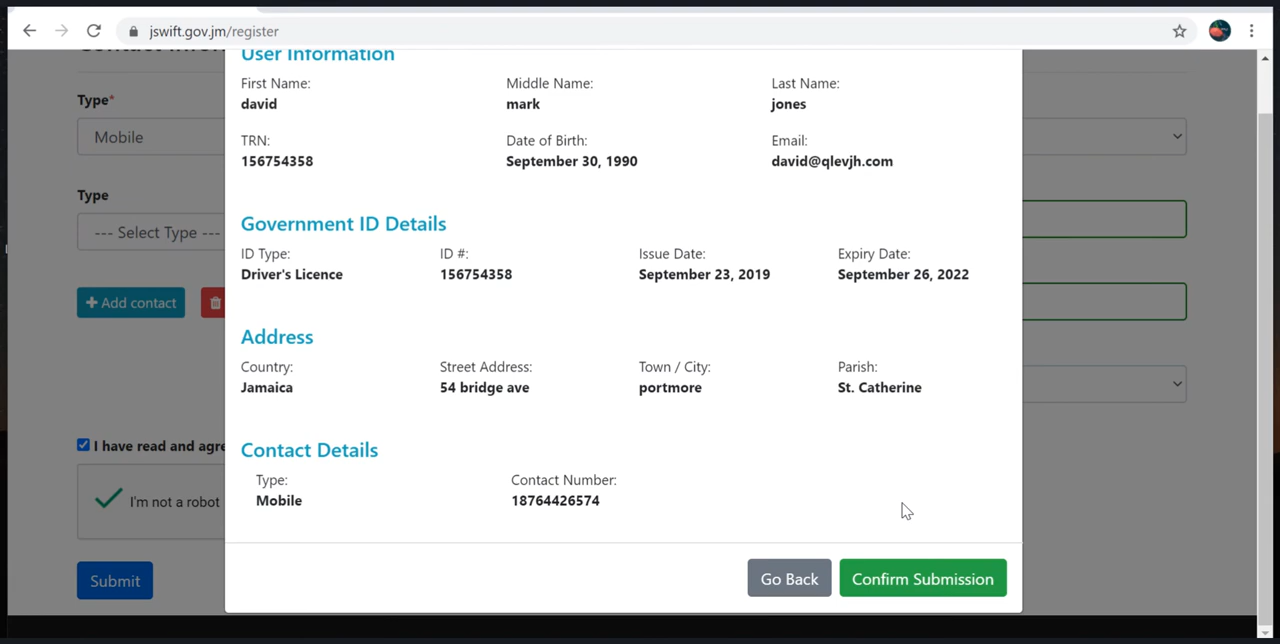 jswift.gov.jm/register
User Information
First Name: Middle Name: Last Name:
david mark jones
TRN: Date of Birth: Email:
156754358 September 30, 1990 david@qlevjh.com
Government ID Details
ID Type: ID #: Issue Date: Expiry Date:
Driver's Licence 156754358 September 23, 2019 September 26, 2022
Address
Country: Street Address: Town / City: Parish:
Jamaica 54 bridge ave portmore St. Catherine
Contact Details
Type: Contact Number:
Mobile 18764426574
Go Back Confirm Submission
Type*
Mobile
Type
--- Select Type ---
+ Add contact
I have read and agre
I'm not a robot
Submit